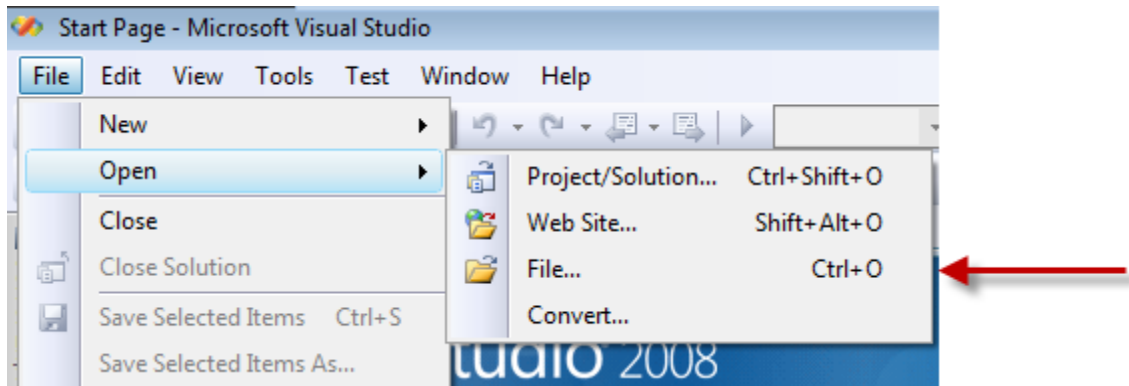 Start Page - Microsoft Visual Studio
File Edit View Tools Test Window Help
New
Open
Project/Solution... Ctrl+Shift+O
Close
Web Site... Shift+Alt+O
Close Solution
File... Ctrl+O
Save Selected Items Ctrl+S
Convert...
Save Selected Items As...
2008